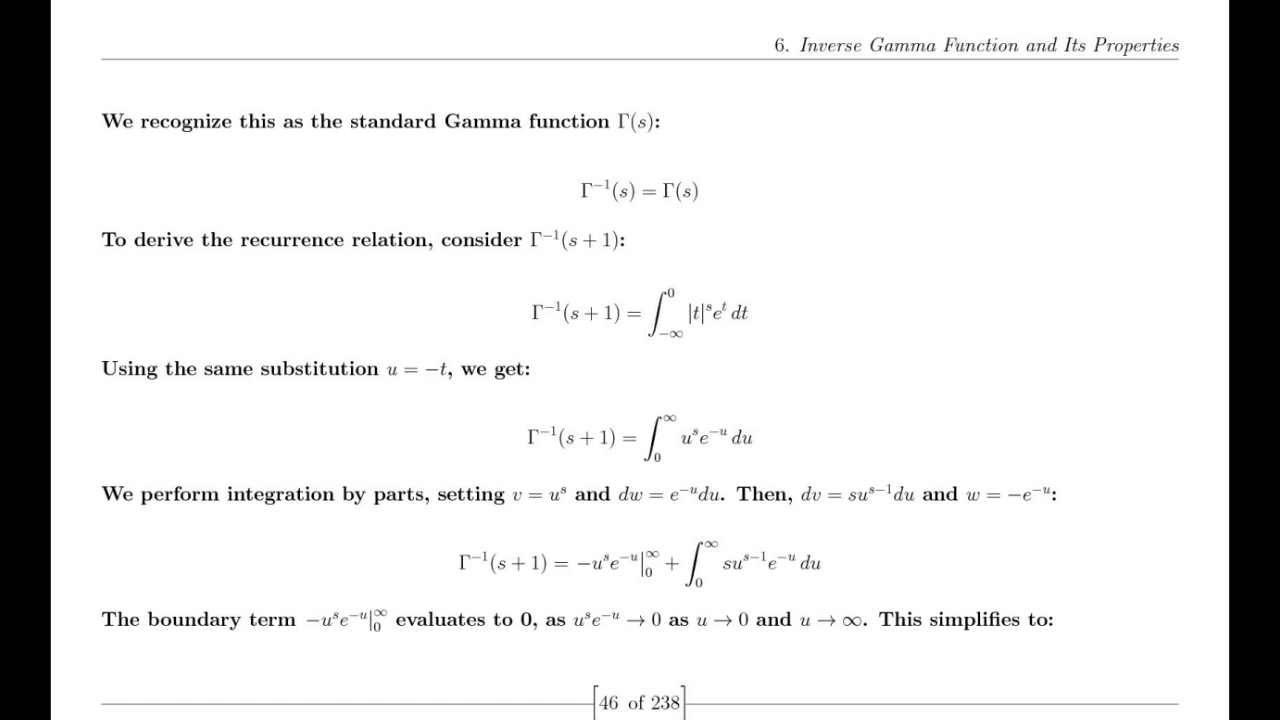 6. Inverse Gamma Function and Its Properties
We recognize this as the standard Gamma function Γ(s):
Γ⁻¹(s) = Γ(s)
To derive the recurrence relation, consider Γ⁻¹(s + 1):
Γ⁻¹(s + 1) = ∫_{−∞}^{0} |t|^s e^t dt
Using the same substitution u = −t, we get:
Γ⁻¹(s + 1) = ∫_{0}^{∞} u^s e^{−u} du
We perform integration by parts, setting v = u^s and dw = e^{−u}du. Then, dv = su^{s−1}du and w = −e^{−u}:
Γ⁻¹(s + 1) = −u^s e^{−u}|_{0}^{∞} + ∫_{0}^{∞} su^{s−1}e^{−u} du
The boundary term −u^s e^{−u}|_{0}^{∞} evaluates to 0, as u^s e^{−u} → 0 as u → 0 and u → ∞. This simplifies to:
[46 of 238]